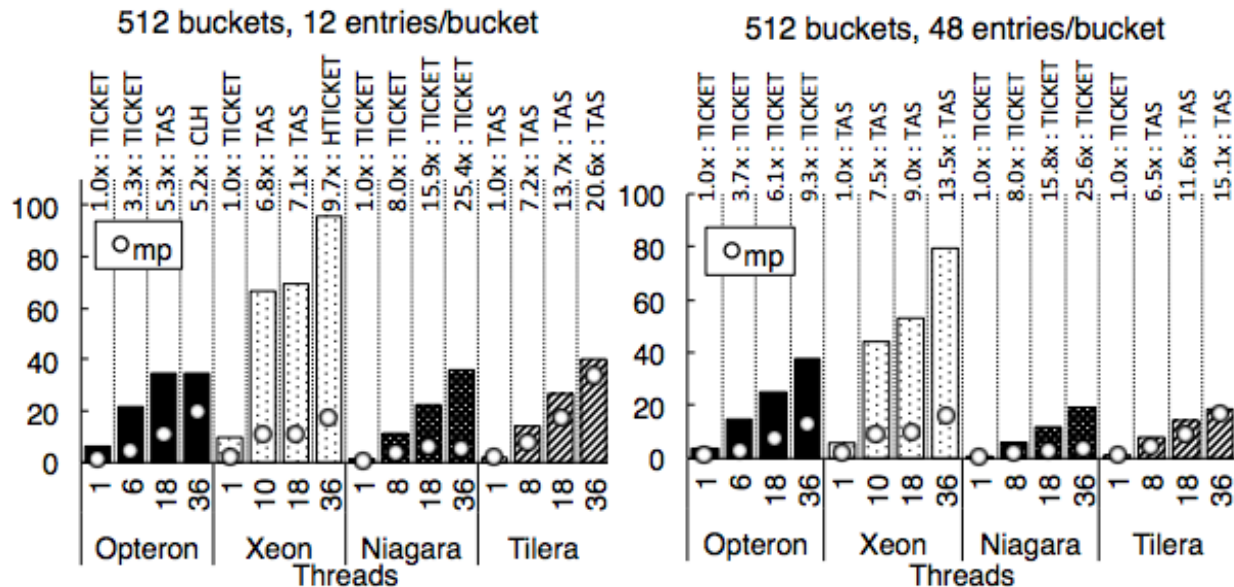 512 buckets, 12 entries/bucket
1.0x : TICKET
3.3x : TICKET
5.3x : TAS
5.2x : CLH
1.0x : TICKET
6.8x : TAS
7.1x : TAS
9.7x : HTICKET
1.0x : TICKET
8.0x : TICKET
15.9x : TICKET
25.4x : TICKET
1.0x : TAS
7.2x : TAS
13.7x : TAS
20.6x : TAS
100
80
60
40
20
0
mp
1 6 18 36 1 10 18 36 1 8 18 36 1 8 18 36
Opteron Xeon Niagara Tilera
Threads
512 buckets, 48 entries/bucket
1.0x : TICKET
3.7x : TICKET
6.1x : TICKET
9.3x : TICKET
1.0x : TAS
7.5x : TAS
9.0x : TAS
13.5x : TAS
1.0x : TICKET
8.0x : TICKET
15.8x : TICKET
25.6x : TICKET
1.0x : TICKET
6.5x : TAS
11.6x : TAS
15.1x : TAS
100
80
60
40
20
0
mp
1 6 18 36 1 10 18 36 1 8 18 36 1 8 18 36
Opteron Xeon Niagara Tilera
Threads